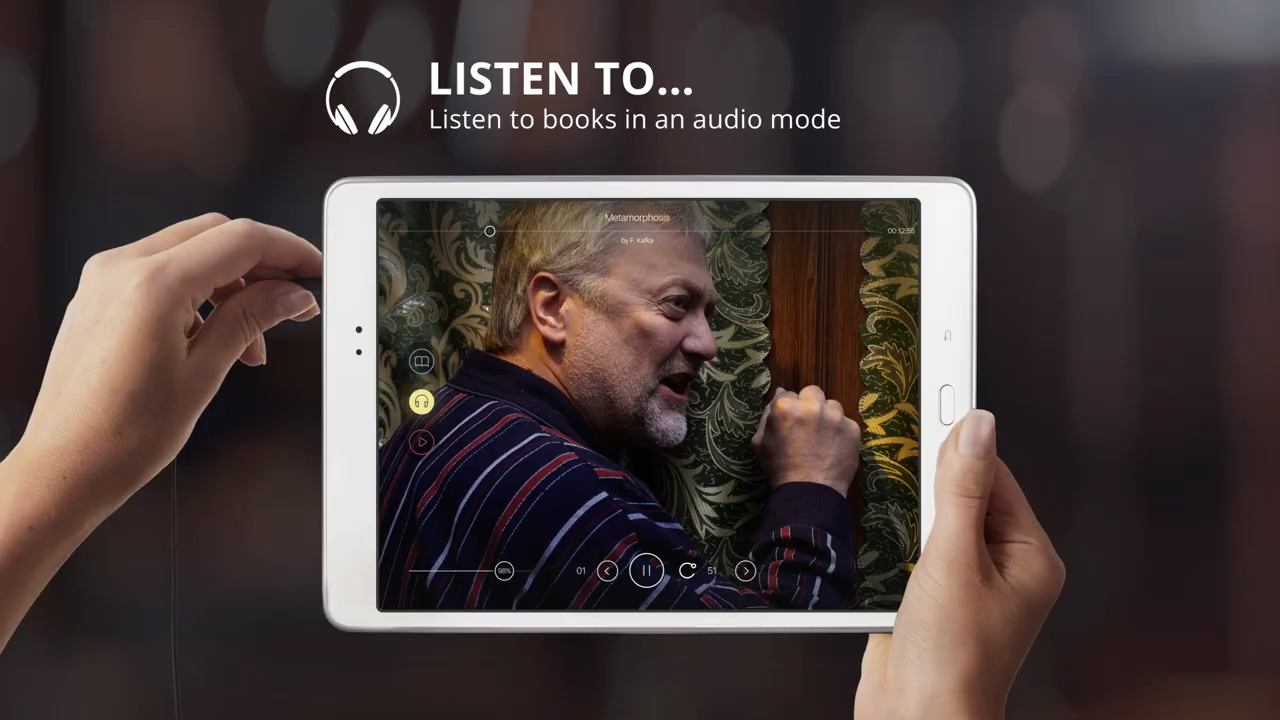 LISTEN TO...
Listen to books in an audio mode
Metamorphosis
00:12:55
by F. Kafka
98%
01
51